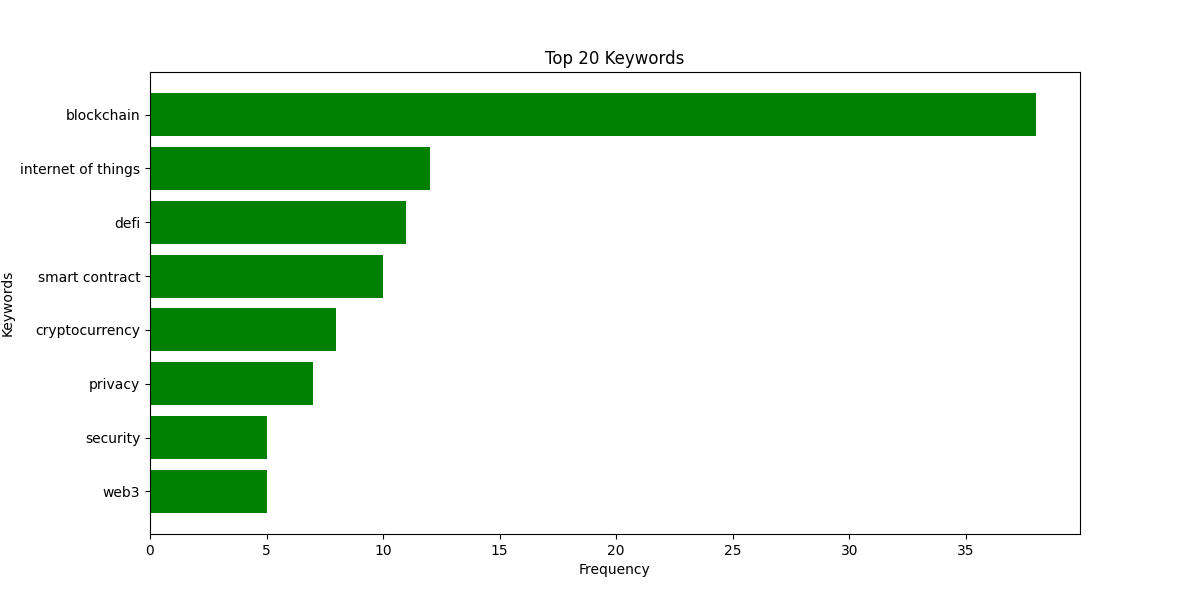 Top 20 Keywords
Keywords
blockchain
internet of things
defi
smart contract
cryptocurrency
privacy
security
web3
0 5 10 15 20 25 30 35
Frequency